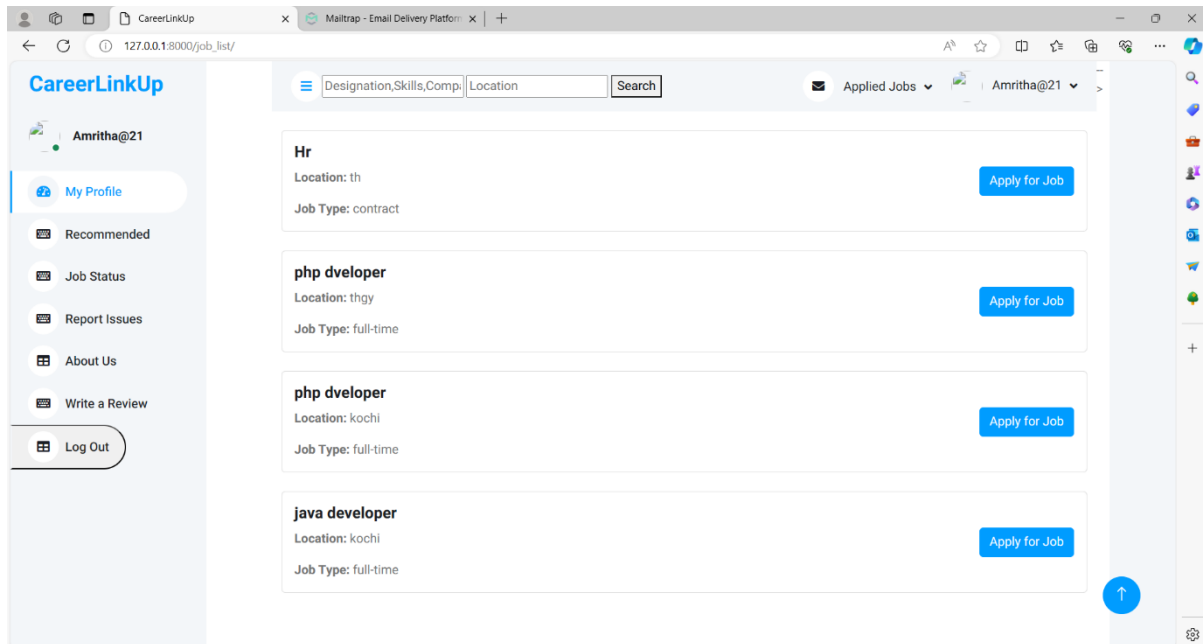 CareerLinkUp
Mailtrap - Email Delivery Platform
127.0.0.1:8000/job_list/
CareerLinkUp
Designation,Skills,Compa Location Search
Applied Jobs
Amritha@21
Amritha@21
My Profile
Recommended
Job Status
Report Issues
About Us
Write a Review
Log Out
Hr
Location: th
Job Type: contract
Apply for Job
php dveloper
Location: thgy
Job Type: full-time
Apply for Job
php dveloper
Location: kochi
Job Type: full-time
Apply for Job
java developer
Location: kochi
Job Type: full-time
Apply for Job